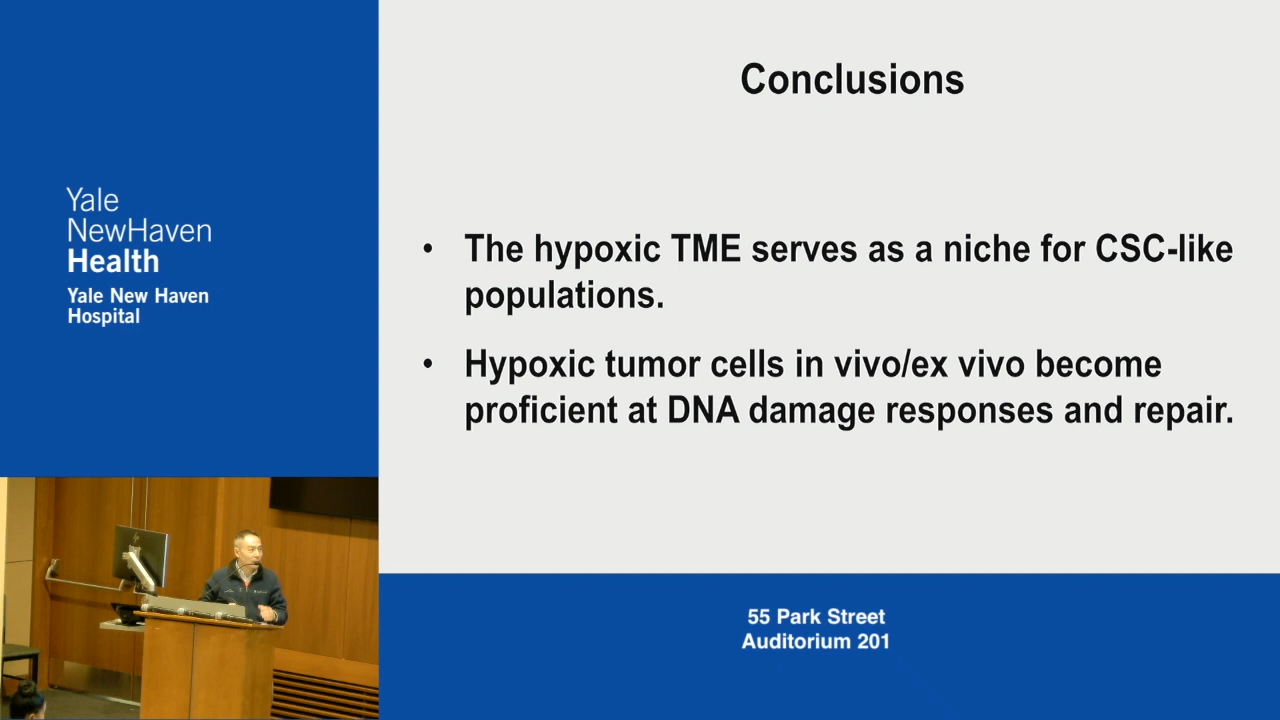 Conclusions
Yale
NewHaven
Health
Yale New Haven
Hospital
• The hypoxic TME serves as a niche for CSC-like
populations.
• Hypoxic tumor cells in vivo/ex vivo become
proficient at DNA damage responses and repair.
55 Park Street
Auditorium 201